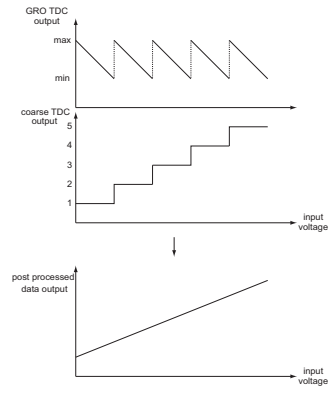 GRO TDC
output
max
min
coarse TDC
output
5
4
3
2
1
input
voltage
post processed
data output
input
voltage